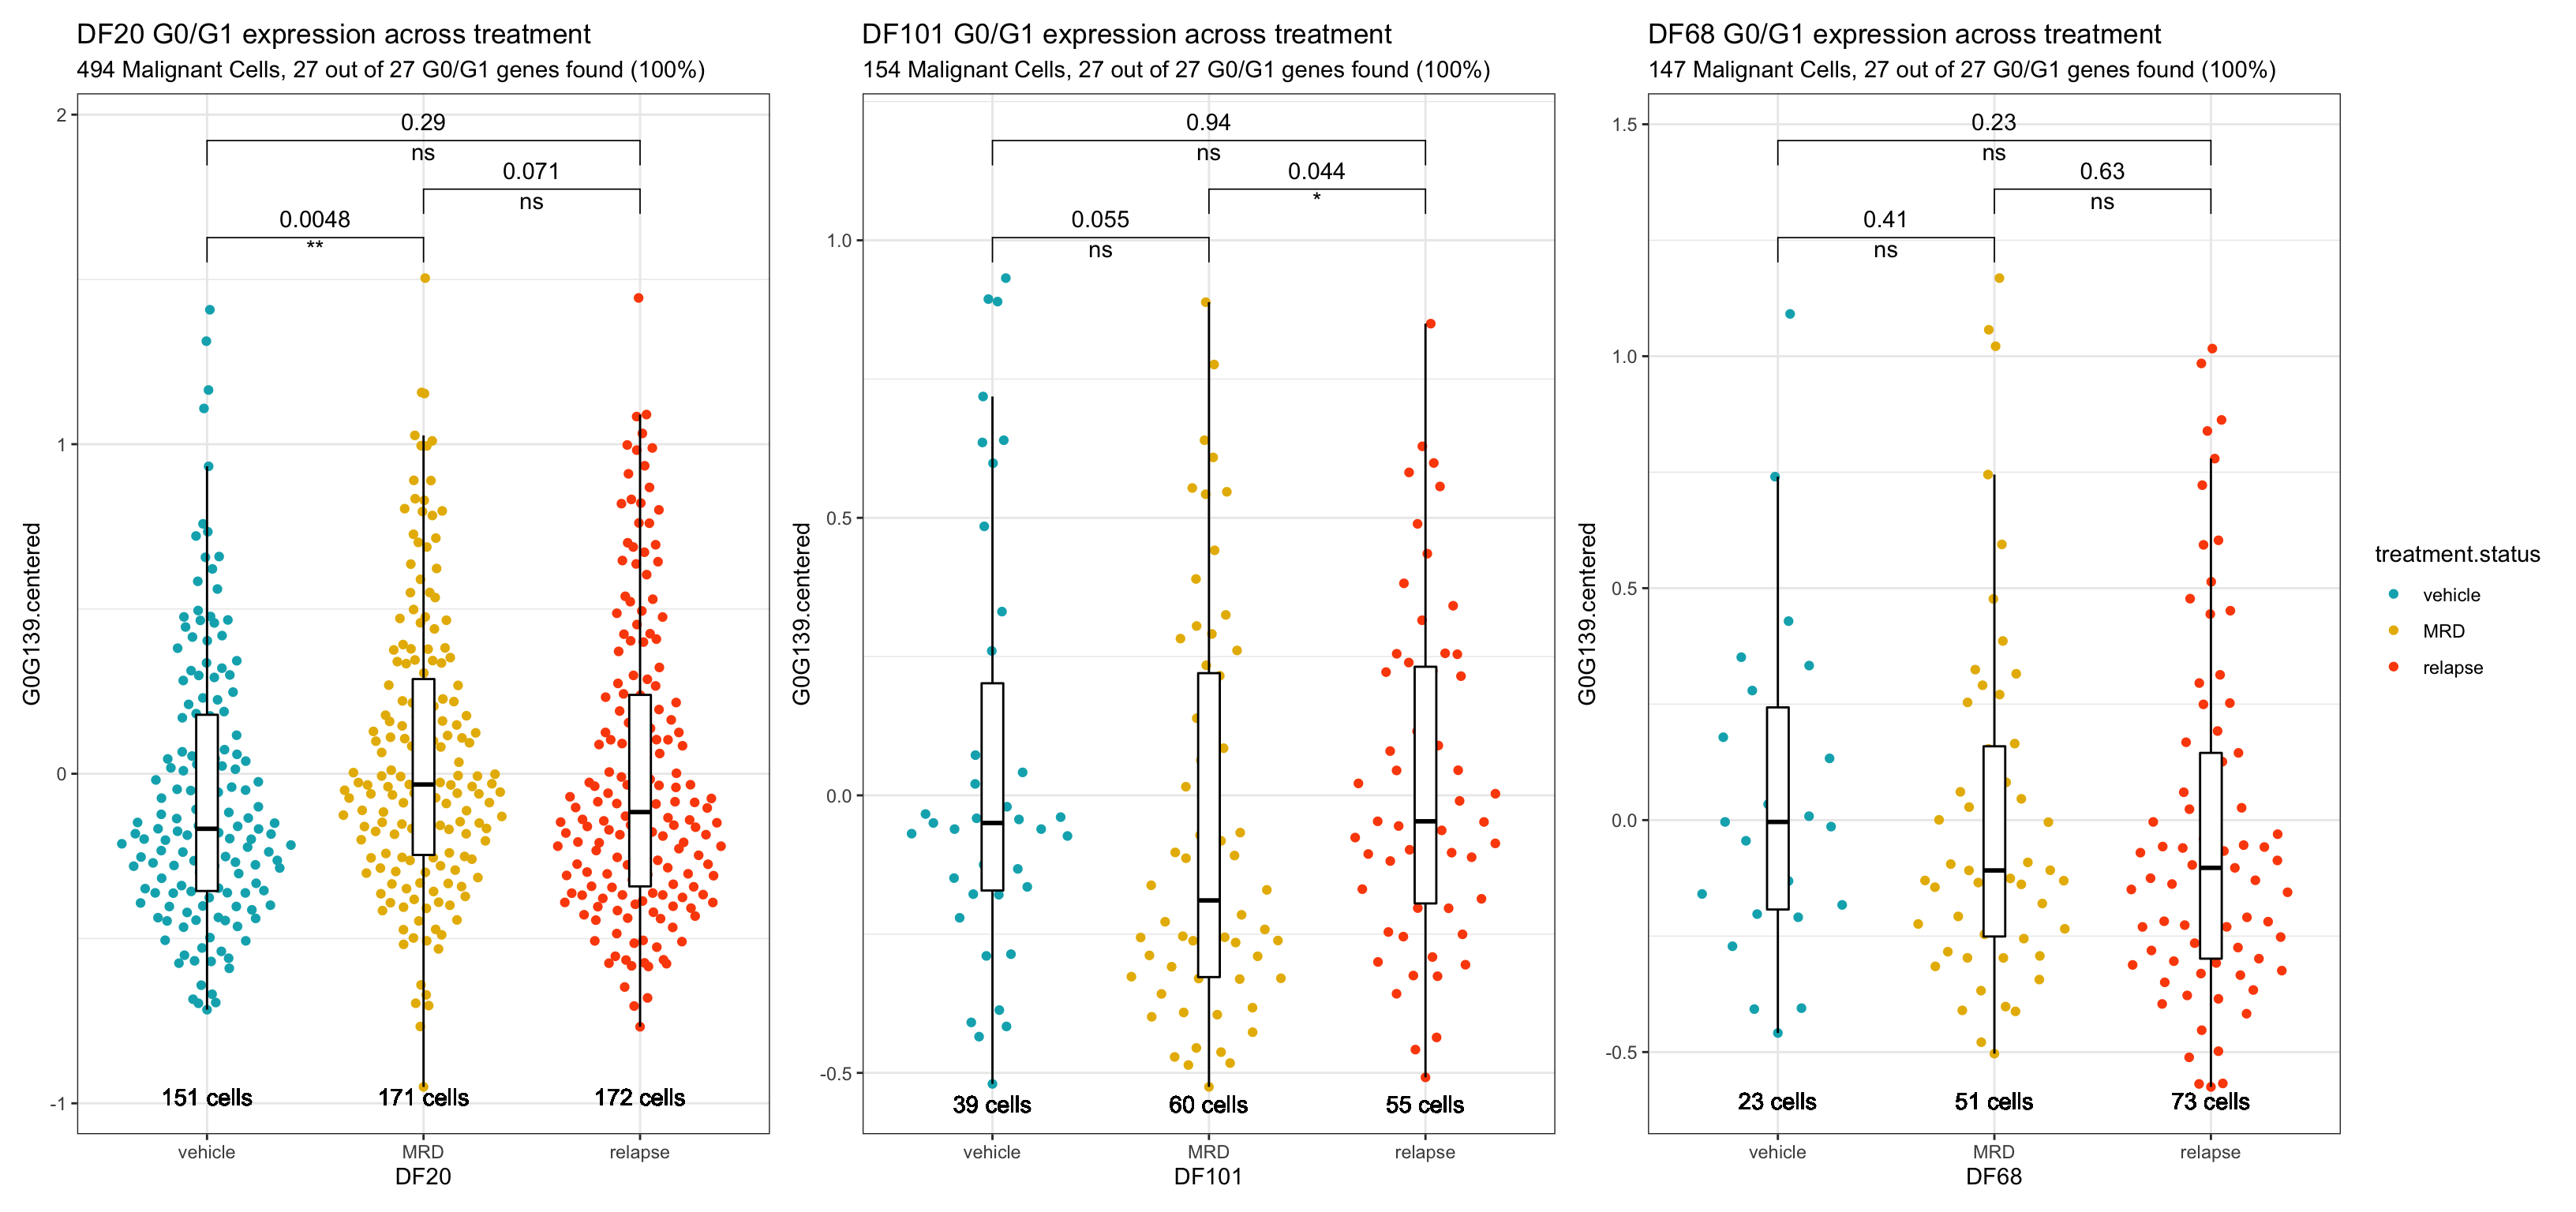 DF20 G0/G1 expression across treatment
494 Malignant Cells, 27 out of 27 G0/G1 genes found (100%)
G0G139.centered
2
1
0
-1
0.29
ns
0.071
ns
0.0048
**
151 cells
171 cells
172 cells
vehicle
MRD
relapse
DF20
DF101 G0/G1 expression across treatment
154 Malignant Cells, 27 out of 27 G0/G1 genes found (100%)
G0G139.centered
1.0
0.5
0.0
-0.5
0.94
ns
0.044
*
0.055
ns
39 cells
60 cells
55 cells
vehicle
MRD
relapse
DF101
DF68 G0/G1 expression across treatment
147 Malignant Cells, 27 out of 27 G0/G1 genes found (100%)
G0G139.centered
1.5
1.0
0.5
0.0
-0.5
0.23
ns
0.63
ns
0.41
ns
23 cells
51 cells
73 cells
vehicle
MRD
relapse
DF68
treatment.status
vehicle
MRD
relapse